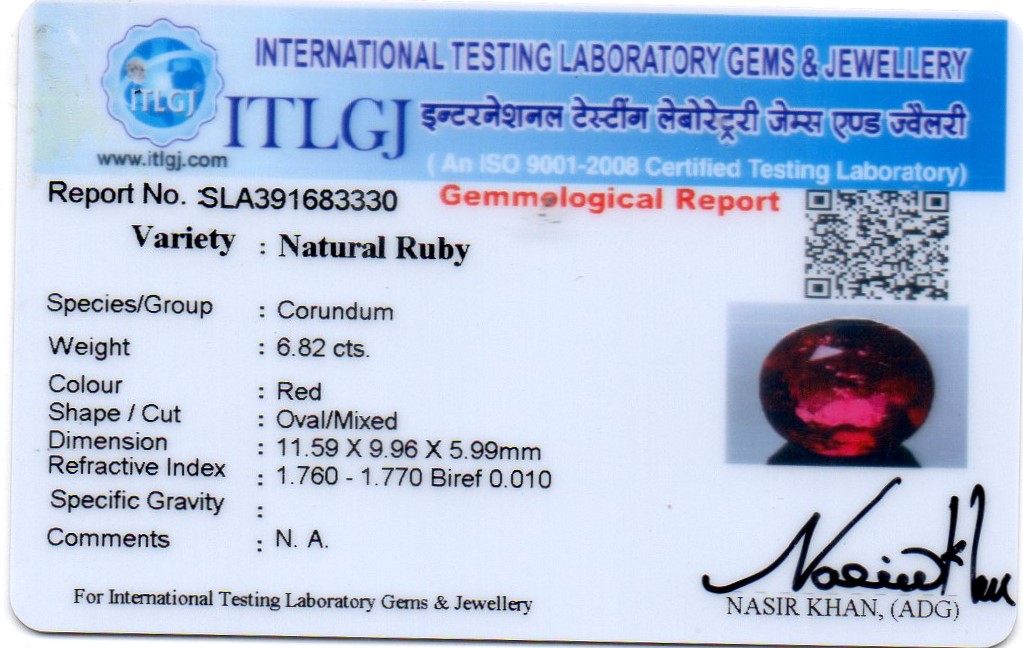 INTERNATIONAL TESTING LABORATORY GEMS & JEWELLERY
ITLGJ
ITLGJ इन्टरनेशनल टेस्टींग लेबोरेट्ररी जेम्स एण्ड ज्वैलरी
www.itlgj.com
( An ISO 9001-2008 Certified Testing Laboratory)
Report No. :SLA391683330
Gemmological Report
Variety : Natural Ruby
Species/Group : Corundum
Weight : 6.82 cts.
Colour : Red
Shape / Cut : Oval/Mixed
Dimension : 11.59 X 9.96 X 5.99mm
Refractive Index : 1.760 - 1.770 Biref 0.010
Specific Gravity :
Comments : N. A.
For International Testing Laboratory Gems & Jewellery
Nasir Khan
NASIR KHAN, (ADG)